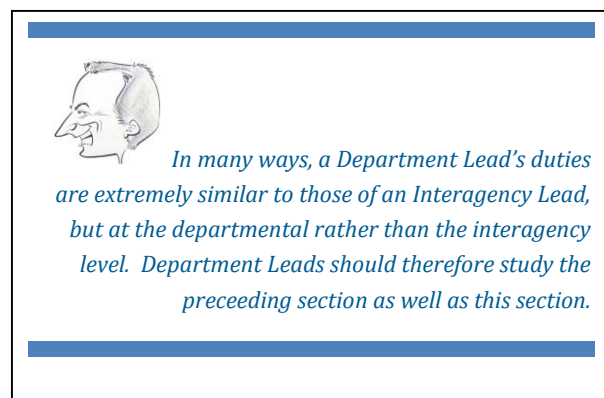 In many ways, a Department Lead’s duties
are extremely similar to those of an Interagency Lead,
but at the departmental rather than the interagency
level.  Department Leads should therefore study the
preceeding section as well as this section.